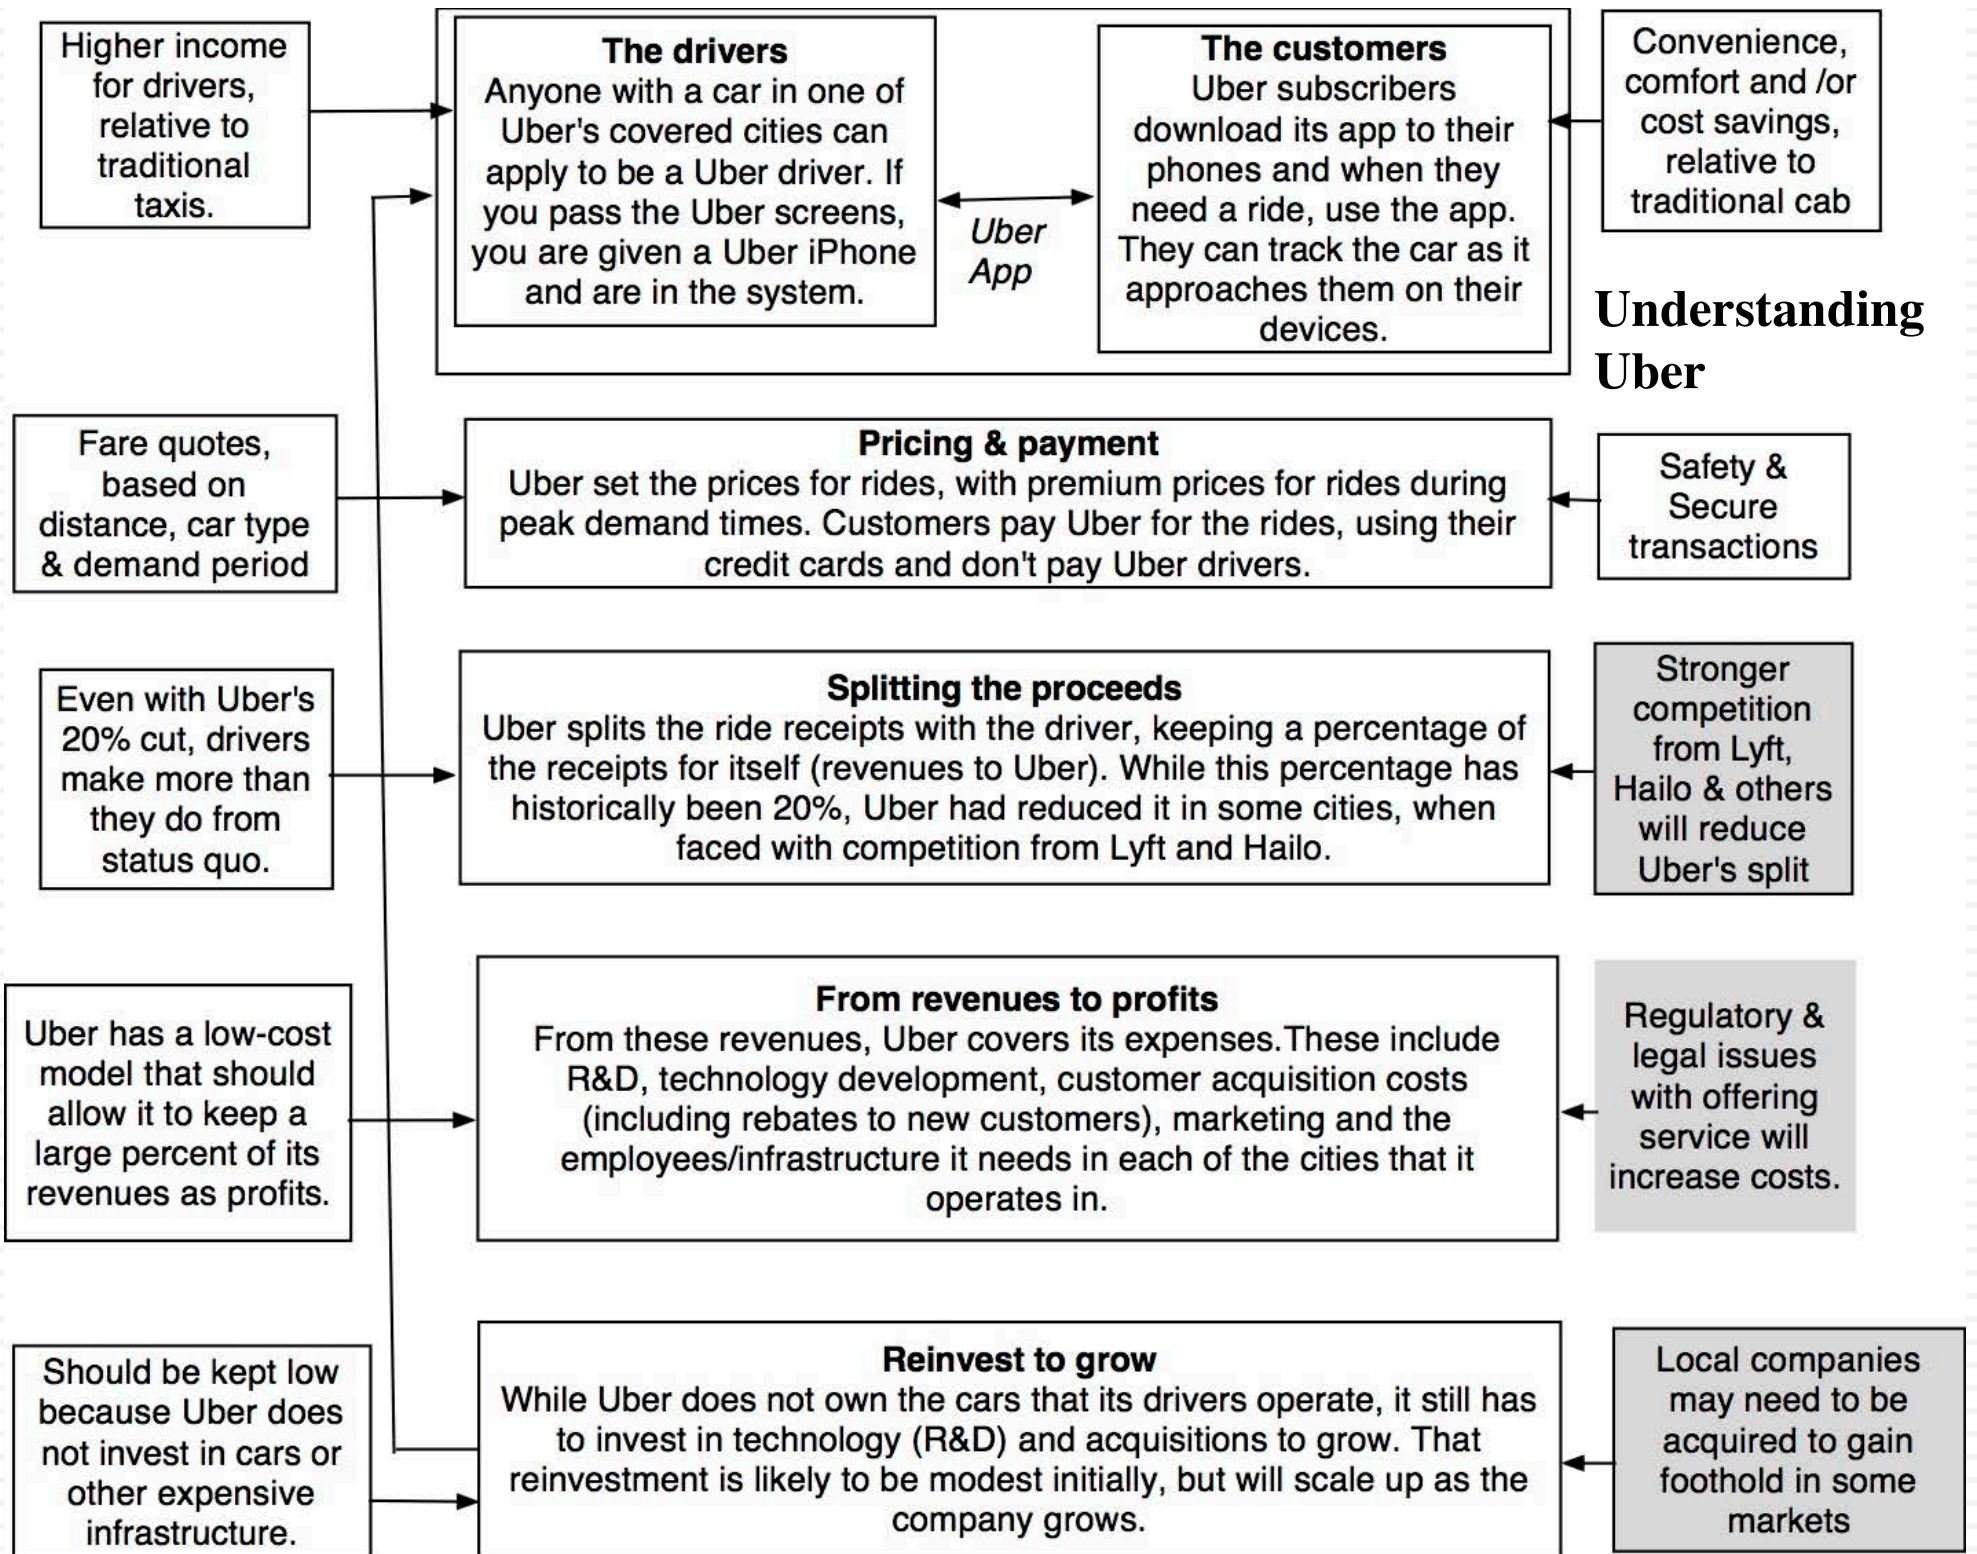 Higher income
for drivers,
relative to
traditional
taxis.
The drivers
Anyone with a car in one of
Uber's covered cities can
apply to be a Uber driver. If
you pass the Uber screens,
you are given a Uber iPhone
and are in the system.
Uber
App
The customers
Uber subscribers
download its app to their
phones and when they
need a ride, use the app.
They can track the car as it
approaches them on their
devices.
Convenience,
comfort and /or
cost savings,
relative to
traditional cab
Understanding
Uber
Fare quotes,
based on
distance, car type
& demand period
Pricing & payment
Uber set the prices for rides, with premium prices for rides during
peak demand times. Customers pay Uber for the rides, using their
credit cards and don't pay Uber drivers.
Safety &
Secure
transactions
Even with Uber's
20% cut, drivers
make more than
they do from
status quo.
Splitting the proceeds
Uber splits the ride receipts with the driver, keeping a percentage of
the receipts for itself (revenues to Uber). While this percentage has
historically been 20%, Uber had reduced it in some cities, when
faced with competition from Lyft and Hailo.
Stronger
competition
from Lyft,
Hailo & others
will reduce
Uber's split
Uber has a low-cost
model that should
allow it to keep a
large percent of its
revenues as profits.
From revenues to profits
From these revenues, Uber covers its expenses.These include
R&D, technology development, customer acquisition costs
(including rebates to new customers), marketing and the
employees/infrastructure it needs in each of the cities that it
operates in.
Regulatory &
legal issues
with offering
service will
increase costs.
Should be kept low
because Uber does
not invest in cars or
other expensive
infrastructure.
Reinvest to grow
While Uber does not own the cars that its drivers operate, it still has
to invest in technology (R&D) and acquisitions to grow. That
reinvestment is likely to be modest initially, but will scale up as the
company grows.
Local companies
may need to be
acquired to gain
foothold in some
markets